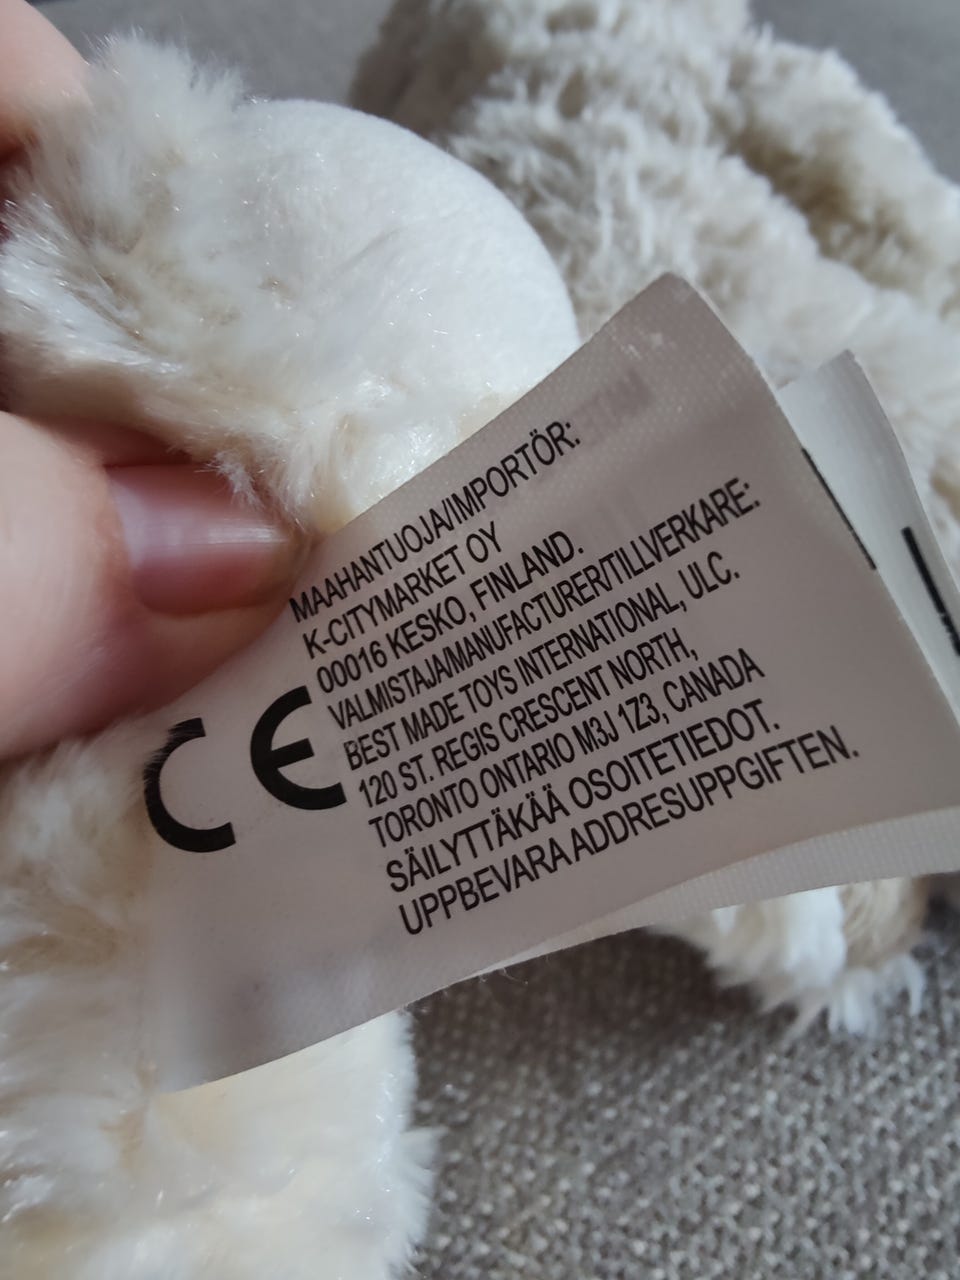 MAAHANTUOJA/IMPORTÖR:
K-CITYMARKET OY
00016 KESKO, FINLAND.
VALMISTAJA/MANUFACTURER/TILLVERKARE:
BEST MADE TOYS INTERNATIONAL, ULC.
120 ST. REGIS CRESCENT NORTH,
TORONTO ONTARIO M3J 1Z3, CANADA
SÄILYTTÄKÄÄ OSOITETIEDOT.
UPPBEVARA ADDRESUPPGIFTEN.
CE